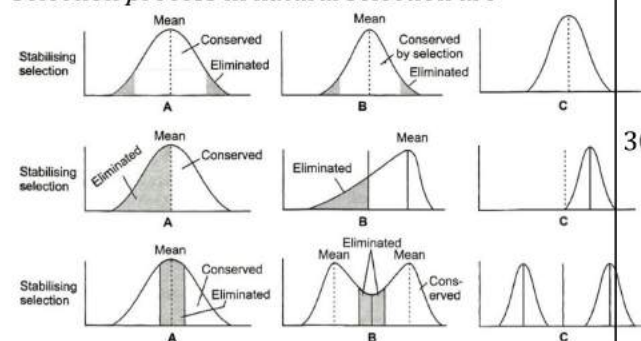 Selection process in natural selection are
Stabilising
selection
Mean
Conserved
Eliminated
A
Mean
Conserved
by selection
Eliminated
B
C
Stabilising
selection
Mean
Eliminated
Conserved
A
Mean
Eliminated
B
C
30
Stabilising
selection
Mean
Conserved
Eliminated
A
Eliminated
Mean
Mean
Cons-
erved
B
C